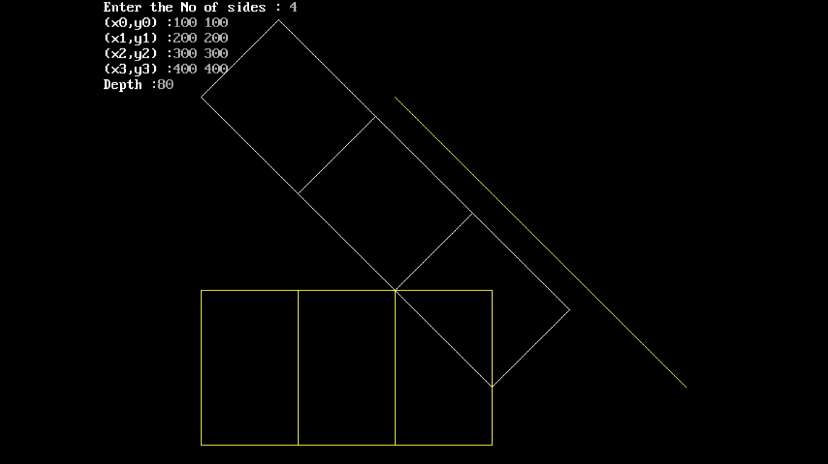 Enter the No of sides : 4
(x0,y0) :100 100
(x1,y1) :200 200
(x2,y2) :300 300
(x3,y3) :400 400
Depth :80